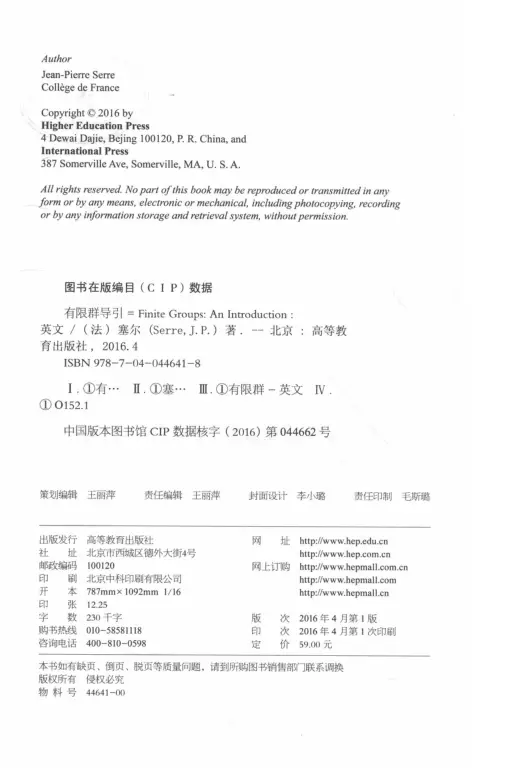 Author
Jean-Pierre Serre
Collège de France
Copyright © 2016 by
Higher Education Press
4 Dewai Dajie, Bejing 100120, P. R. China, and
International Press
387 Somerville Ave, Somerville, MA, U. S. A.
All rights reserved. No part of this book may be reproduced or transmitted in any
form or by any means, electronic or mechanical, including photocopying, recording
or by any information storage and retrieval system, without permission.
图书在版编目（CIP）数据
有限群导引 = Finite Groups: An Introduction :
英文 /（法）塞尔 (Serre, J. P.) 著. -- 北京 : 高等教
育出版社, 2016.4
ISBN 978-7-04-044641-8
Ⅰ. ①有… Ⅱ. ①塞… Ⅲ. ①有限群－英文 Ⅳ.
① O152.1
中国版本图书馆 CIP 数据核字（2016）第 044662 号
策划编辑 王丽萍 责任编辑 王丽萍 封面设计 李小璐 责任印制 毛斯璐
出版发行 高等教育出版社 网 址 http://www.hep.edu.cn
社 址 北京市西城区德外大街4号 http://www.hep.com.cn
邮政编码 100120 网上订购 http://www.hepmall.com.cn
印 刷 北京中科印刷有限公司 http://www.hepmall.com
开 本 787mm×1092mm 1/16 http://www.hepmall.cn
印 张 12.25
字 数 230 千字 版 次 2016 年 4 月第 1 版
购书热线 010-58581118 印 次 2016 年 4 月第 1 次印刷
咨询电话 400-810-0598 定 价 59.00 元
本书如有缺页、倒页、脱页等质量问题，请到所购图书销售部门联系调换
版权所有 侵权必究
物 料 号 44641-00